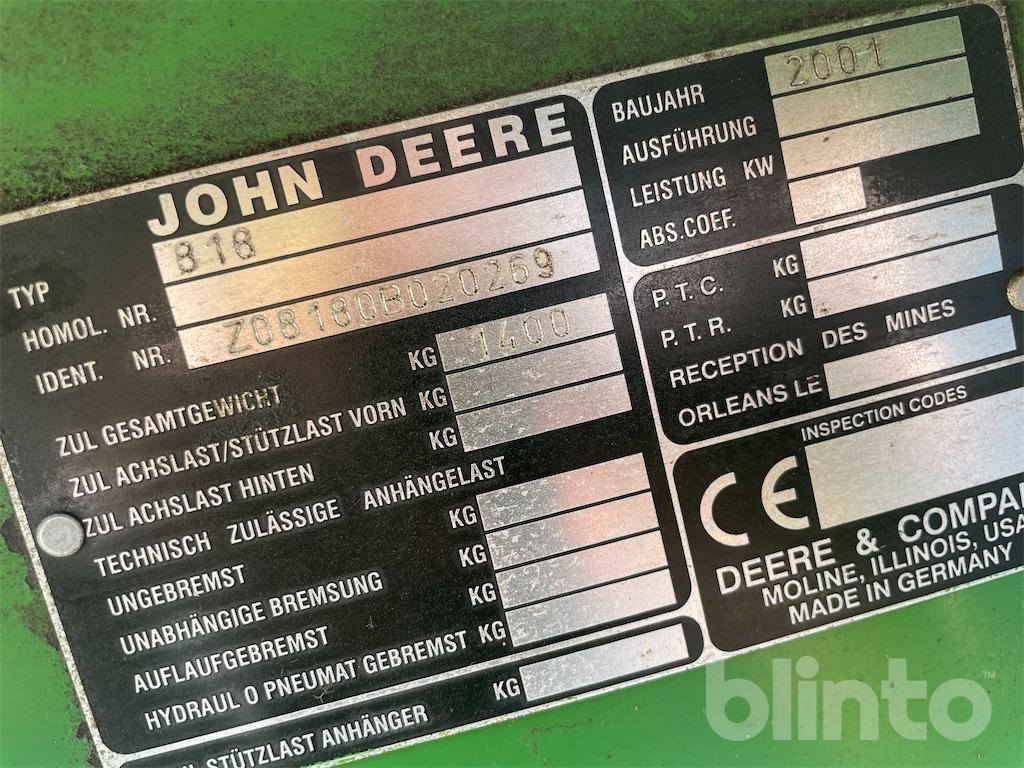 JOHN DEERE
TYP 818
HOMOL. NR.
IDENT. NR. Z08180B020269
ZUL GESAMTGEWICHT KG 1400
ZUL ACHSLAST/STÜTZLAST VORN KG
ZUL ACHSLAST HINTEN KG
TECHNISCH ZULÄSSIGE ANHÄNGELAST
UNGEBREMST KG
UNABHÄNGIGE BREMSUNG KG
AUFLAUFGEBREMST KG
HYDRAUL O PNEUMAT GEBREMST KG
STÜTZLAST ANHÄNGER KG
BAUJAHR 2001
AUSFÜHRUNG
LEISTUNG KW
ABS.COEF.
P. T. C. KG
P. T. R. KG
RECEPTION DES MINES
ORLEANS LE
INSPECTION CODES
CE
DEERE & COMPA
MOLINE, ILLINOIS, USA
MADE IN GERMANY
blinto™